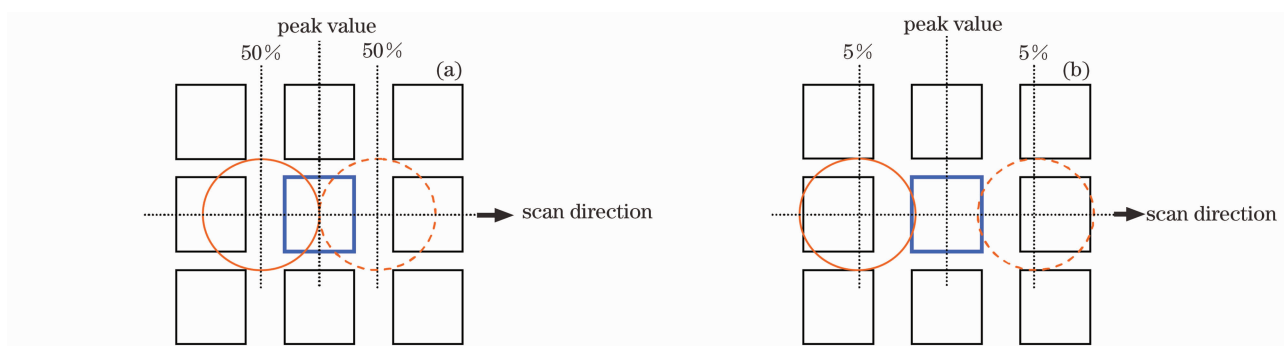 peak value
50%
50%
(a)
scan direction
peak value
5%
5%
(b)
scan direction